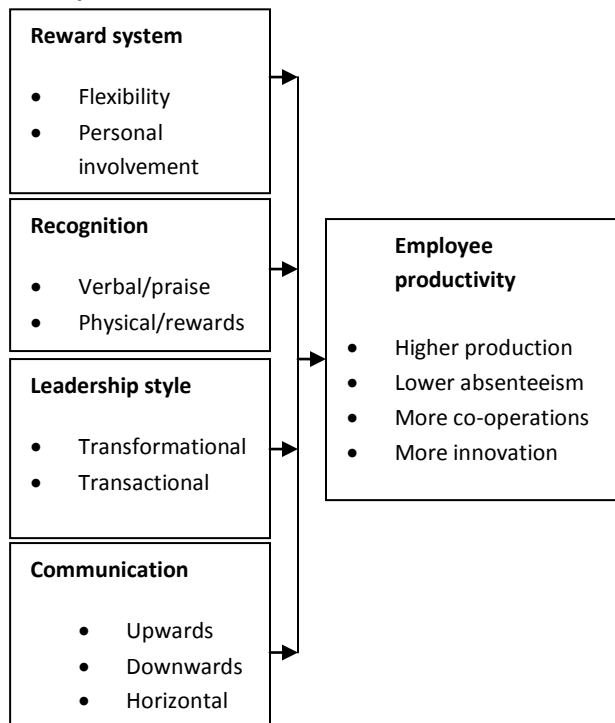 Reward system
• Flexibility
• Personal
involvement
Recognition
• Verbal/praise
• Physical/rewards
Leadership style
• Transformational
• Transactional
Communication
• Upwards
• Downwards
• Horizontal
Employee
productivity
• Higher production
• Lower absenteeism
• More co-operations
• More innovation